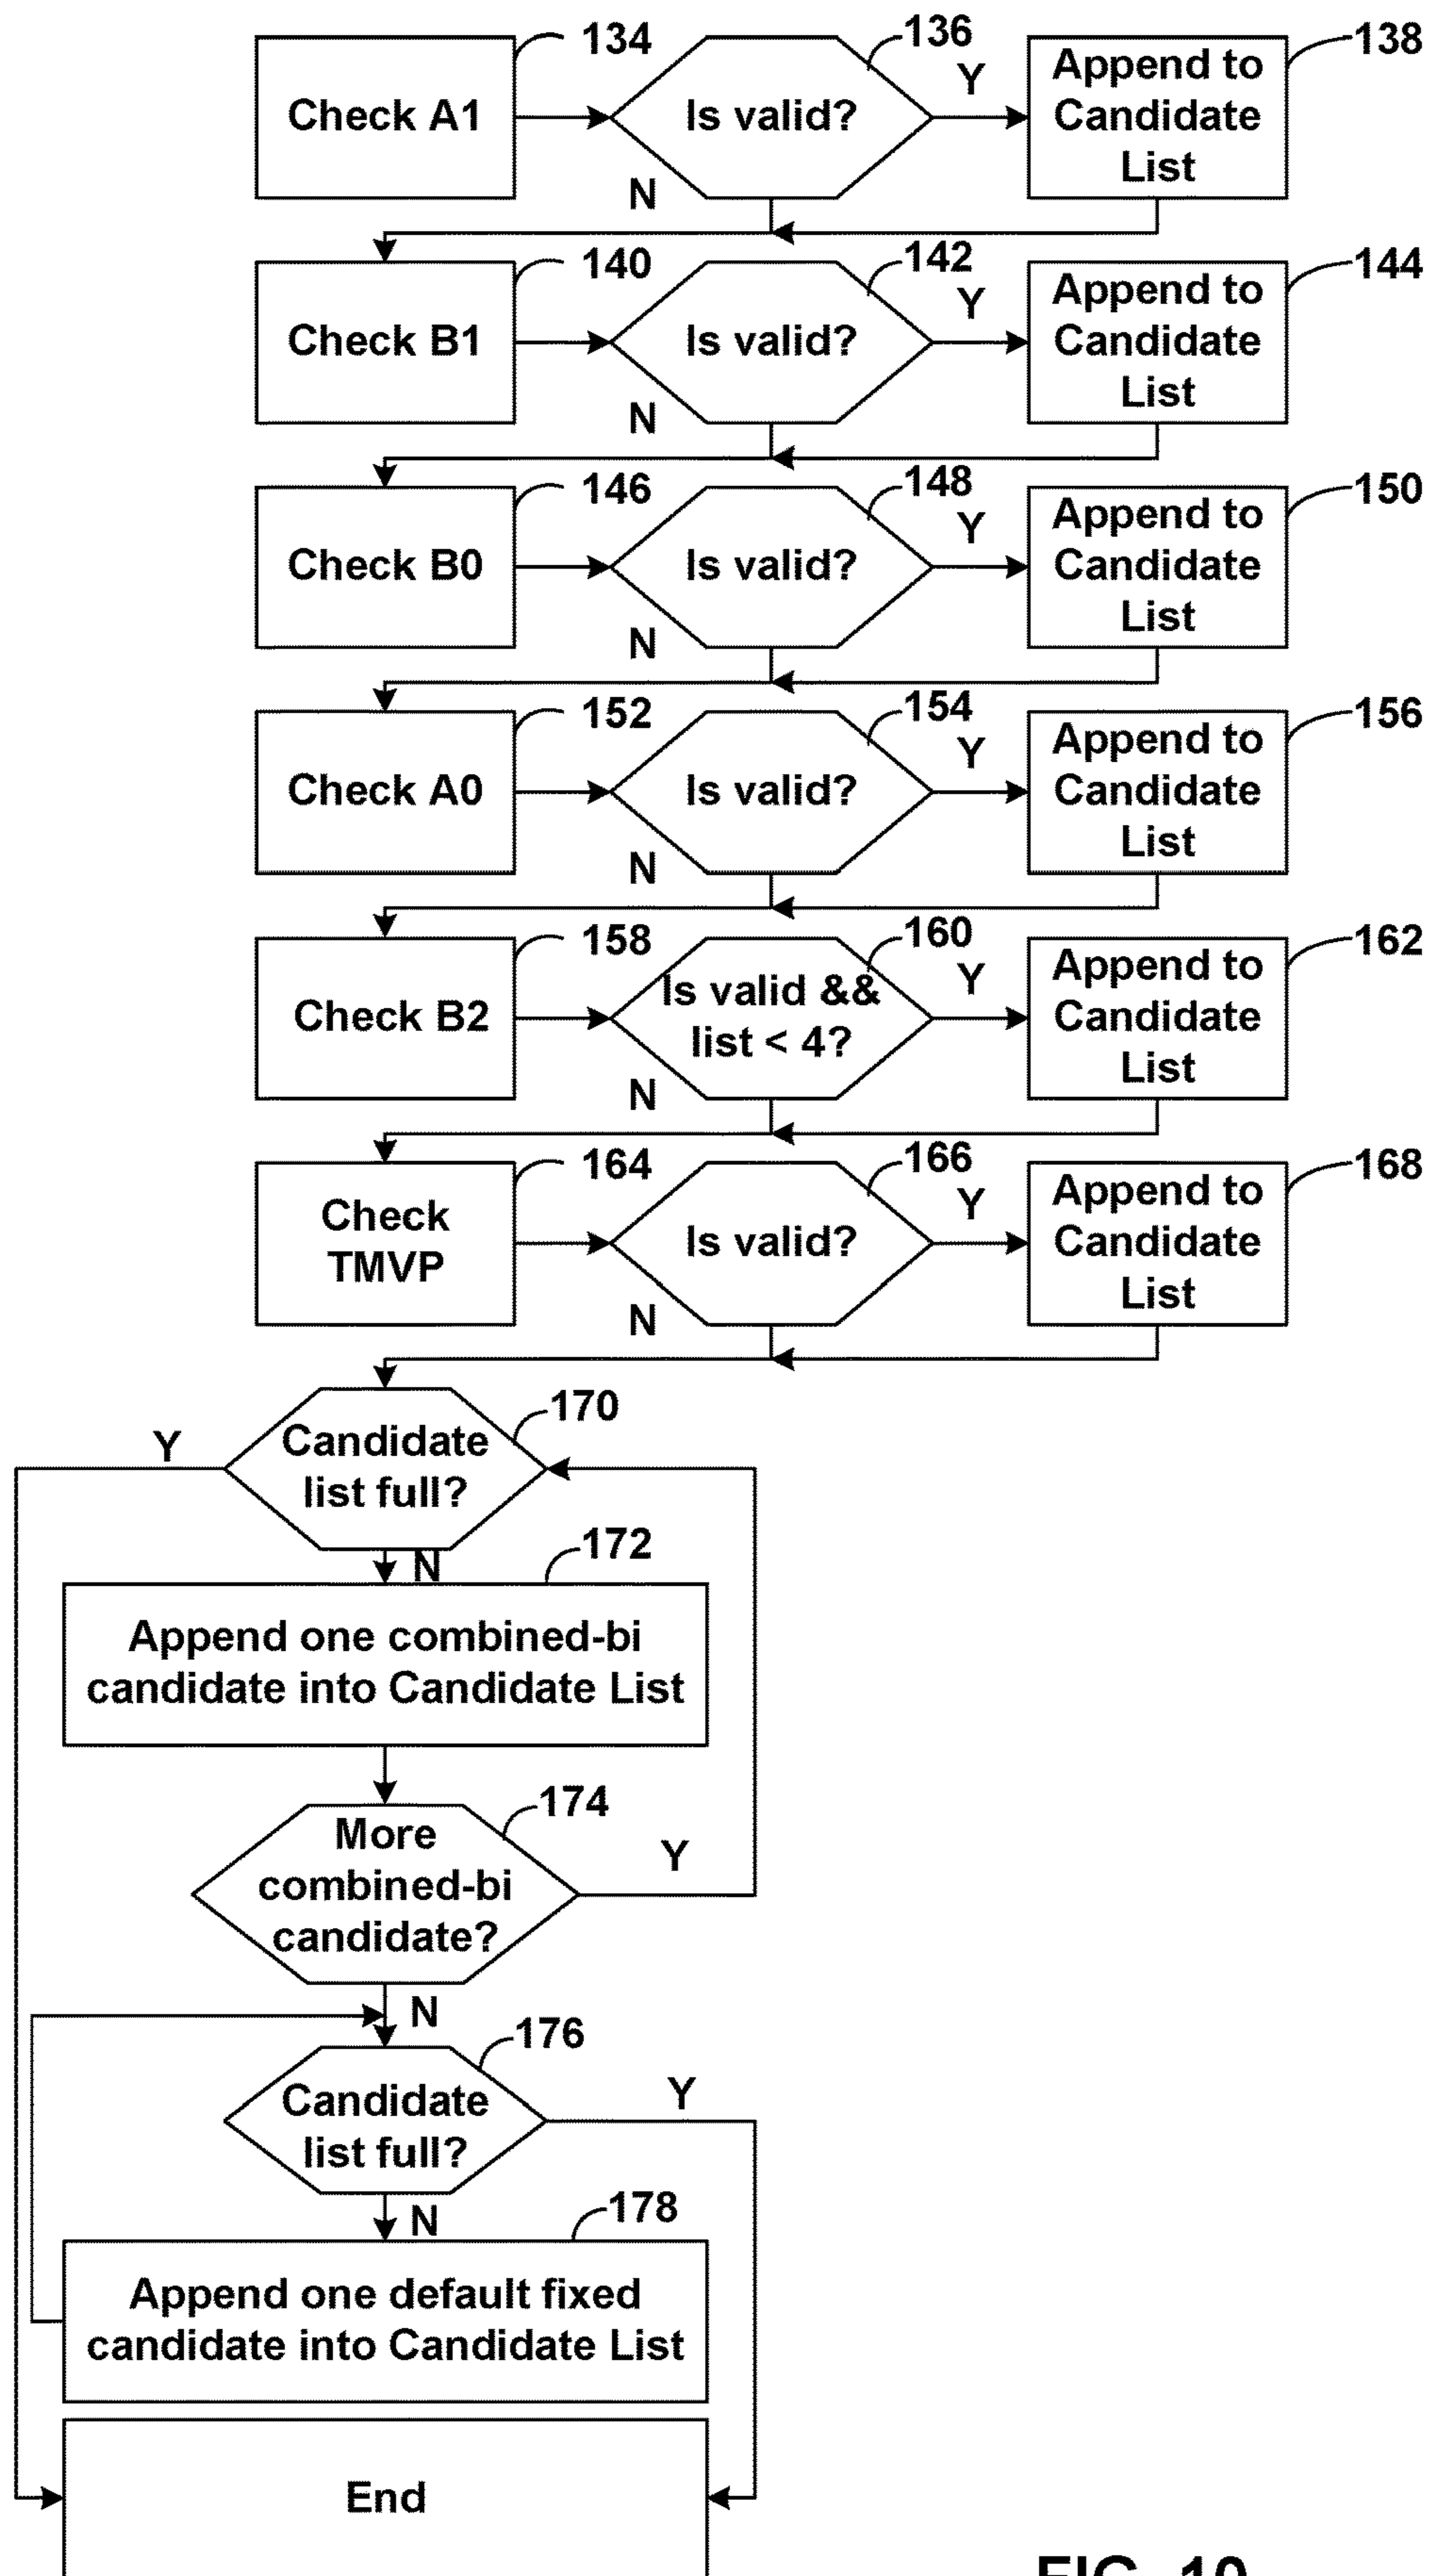 134
136
138
Check A1
Is valid?
Y
Append to
Candidate
List
N
140
142
144
Check B1
Is valid?
Y
Append to
Candidate
List
N
146
148
150
Check B0
Is valid?
Y
Append to
Candidate
List
N
152
154
156
Check A0
Is valid?
Y
Append to
Candidate
List
N
158
160
162
Check B2
Is valid &&
list < 4?
Y
Append to
Candidate
List
N
164
166
168
Check
TMVP
Is valid?
Y
Append to
Candidate
List
N
170
Y
Candidate
list full?
N
172
Append one combined-bi
candidate into Candidate List
174
More
combined-bi
candidate?
Y
N
176
Candidate
list full?
Y
N
178
Append one default fixed
candidate into Candidate List
End
FIG. 10